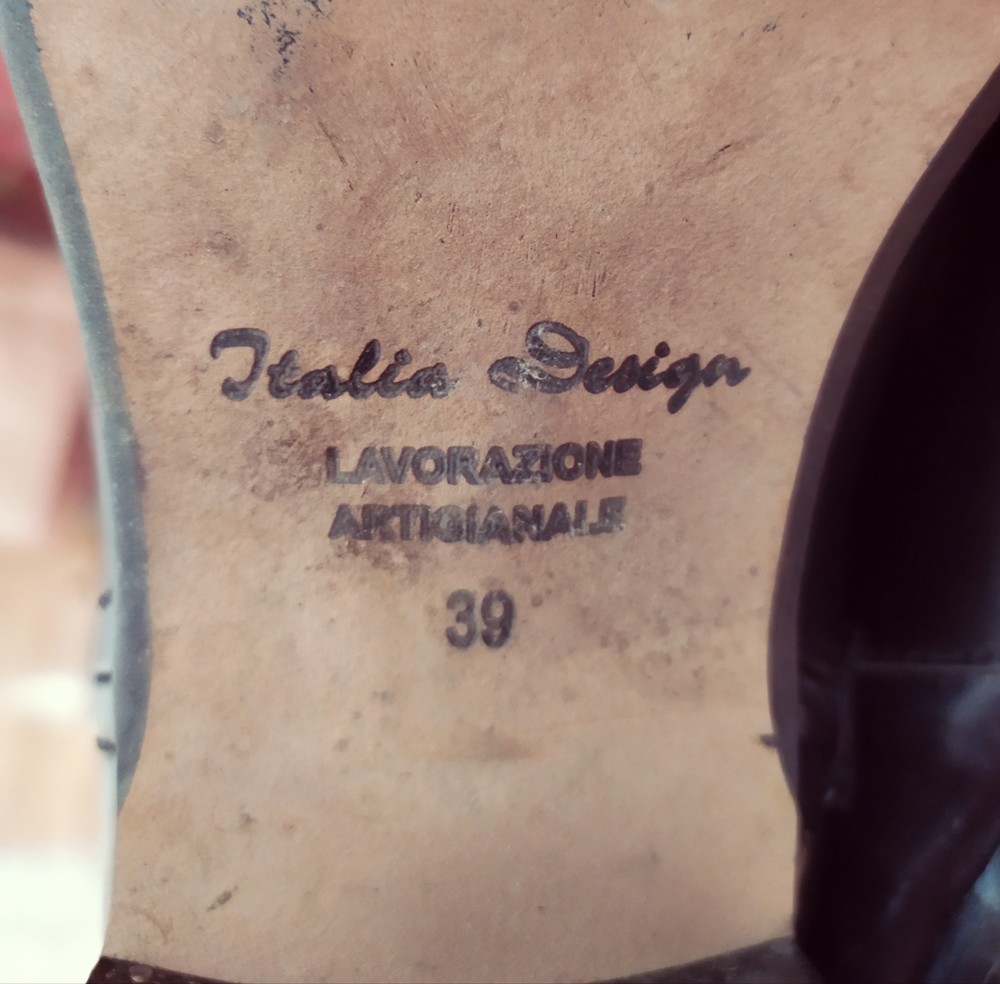 Italia Design
LAVORAZIONE
ARTIGIANALE
39